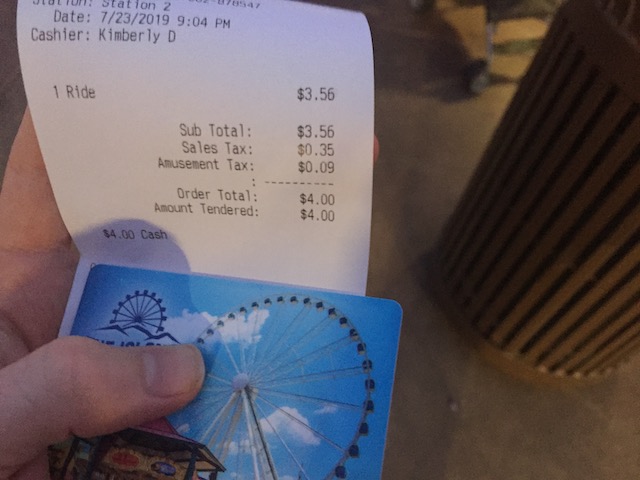 Station: Station 2
Date: 7/23/2019 9:04 PM
Cashier: Kimberly D
1 Ride $3.56
Sub Total: $3.56
Sales Tax: $0.35
Amusement Tax: $0.09
: ----------
Order Total: $4.00
Amount Tendered: $4.00
$4.00 Cash